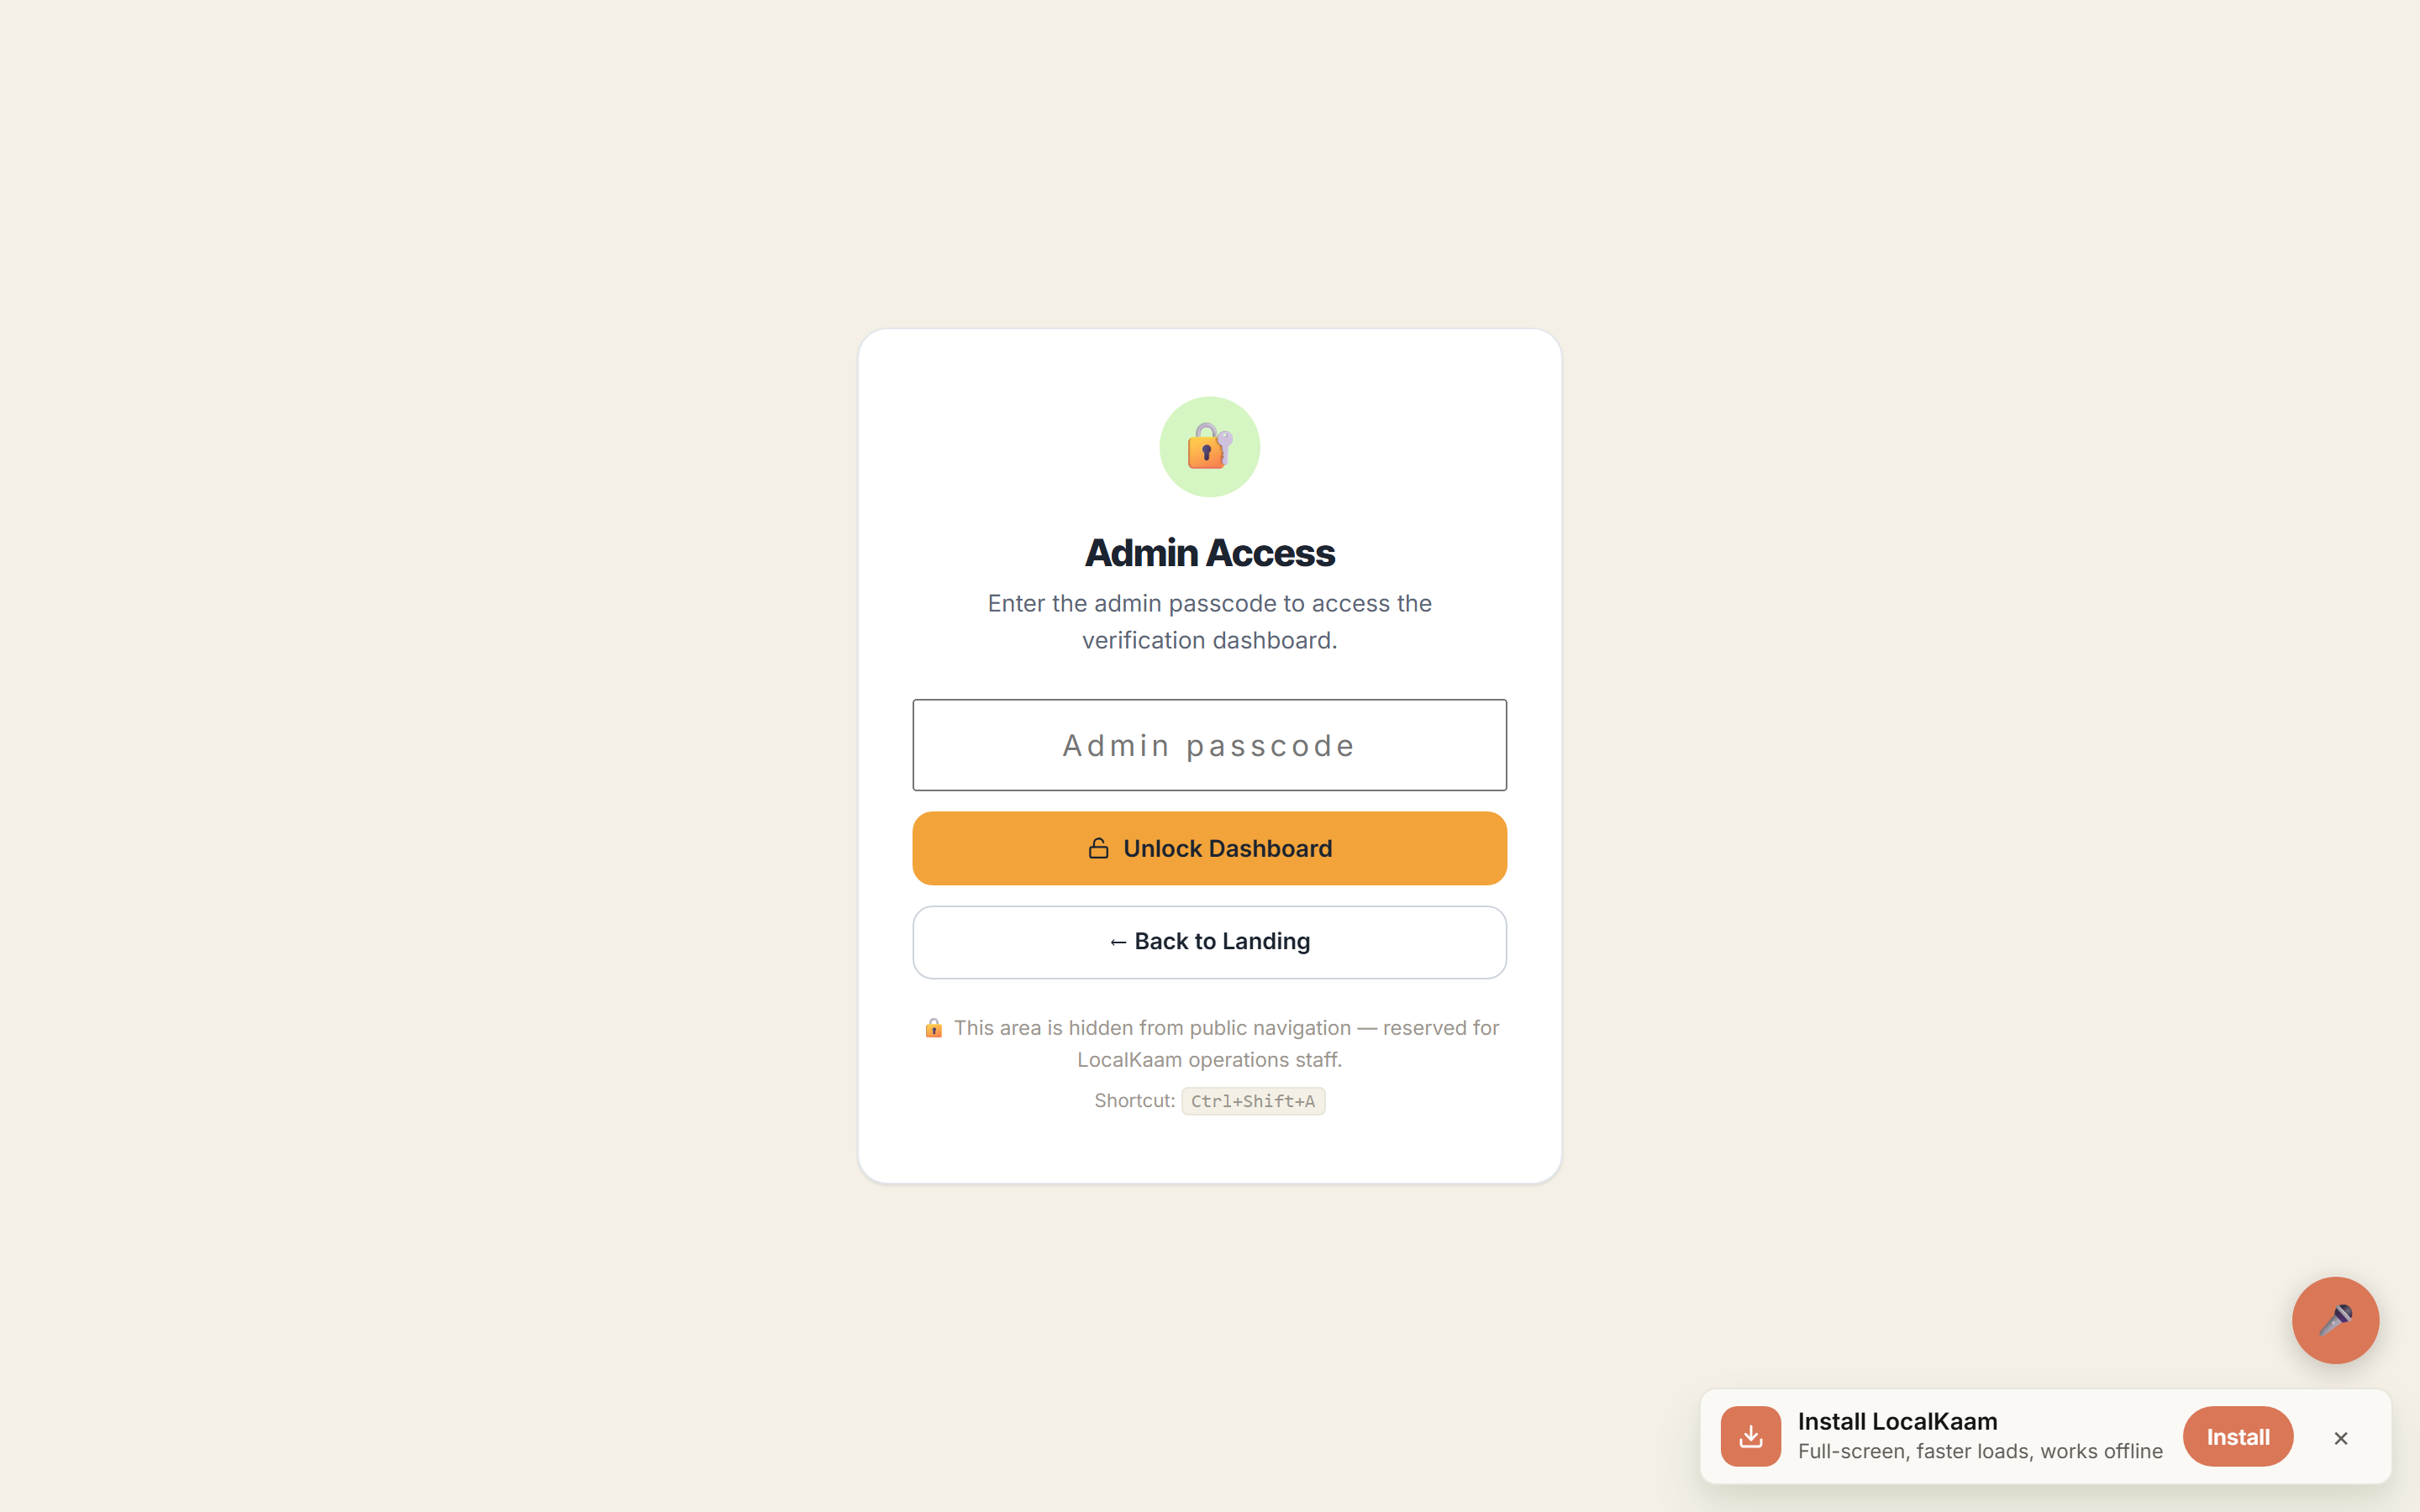 Admin Access
Enter the admin passcode to access the
verification dashboard.
Admin passcode
Unlock Dashboard
← Back to Landing
🔒 This area is hidden from public navigation — reserved for
LocalKaam operations staff.
Shortcut: Ctrl+Shift+A
Install LocalKaam
Full-screen, faster loads, works offline
Install
×